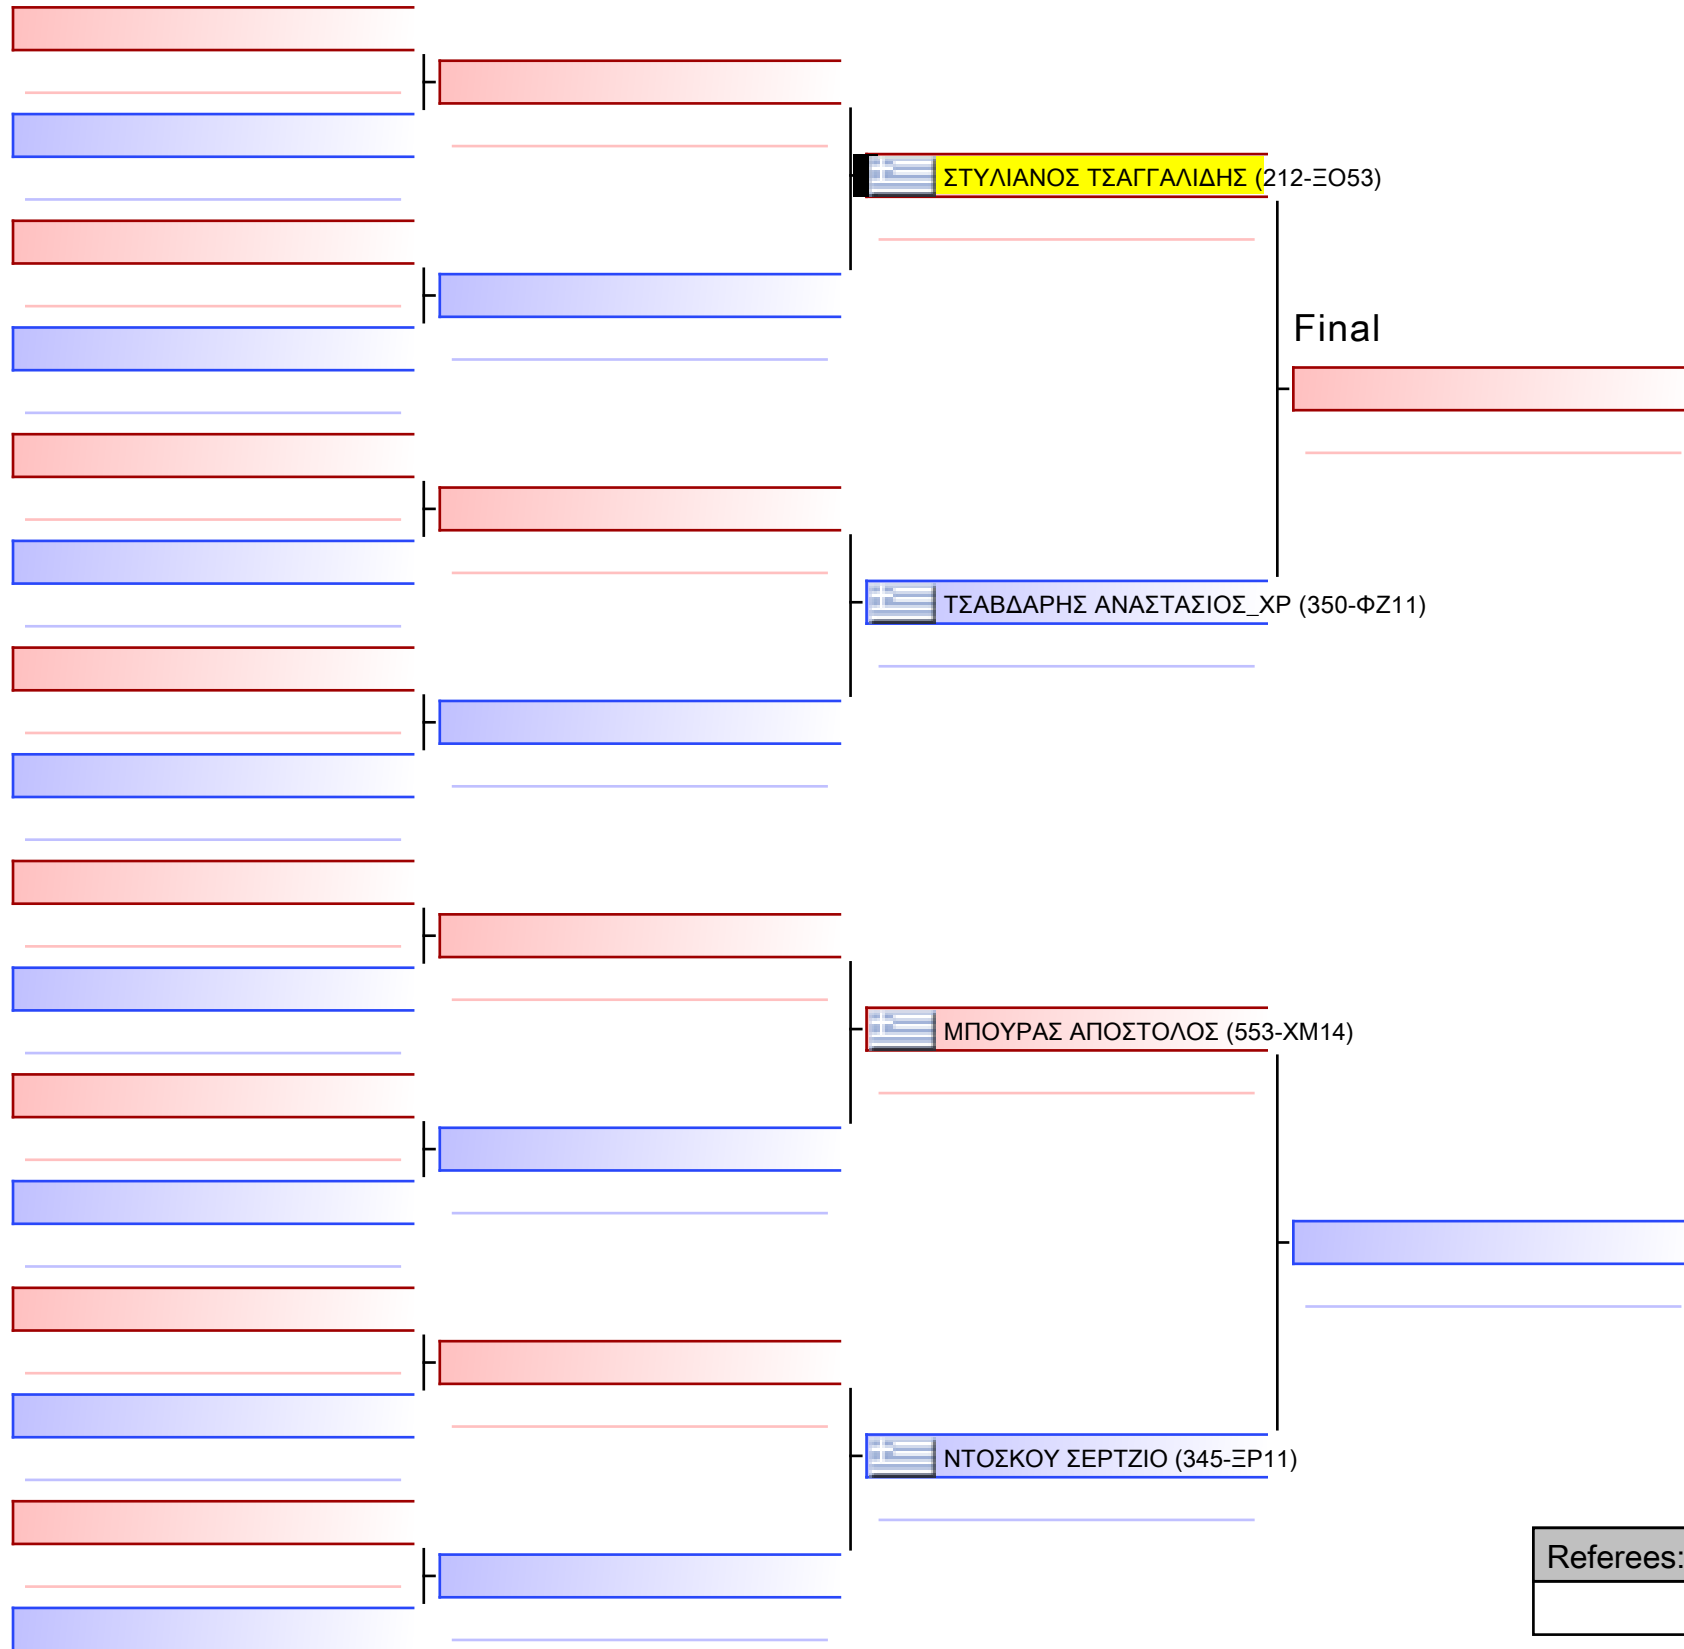 ΣΤΥΛΙΑΝΟΣ ΤΣΑΓΓΑΛΙΔΗΣ (212-ΞΟ53)
Final
ΤΣΑΒΔΑΡΗΣ ΑΝΑΣΤΑΣΙΟΣ_ΧΡ (350-ΦΖ11)
ΜΠΟΥΡΑΣ ΑΠΟΣΤΟΛΟΣ (553-ΧΜ14)
ΝΤΟΣΚΟΥ ΣΕΡΤΖΙΟ (345-ΞΡ11)
Referees: